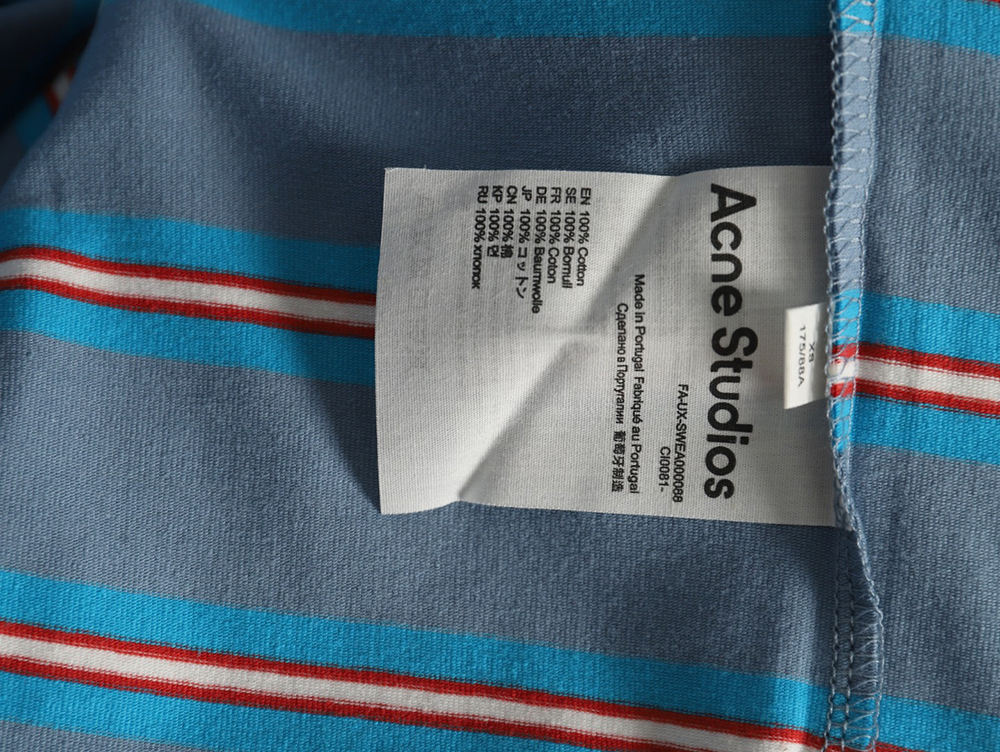 Acne Studios
FA-UX-SWEA000088
CI0081-
Made in Portugal Fabriqué au Portugal
Сделано в Португалии 葡萄牙制造
EN 100% Cotton
SE 100% Bomull
FR 100% Coton
DE 100% Baumwolle
JP 100% コットン
CN 100% 棉
KP 100% 면
RU 100% хлопок
XS
175/88A